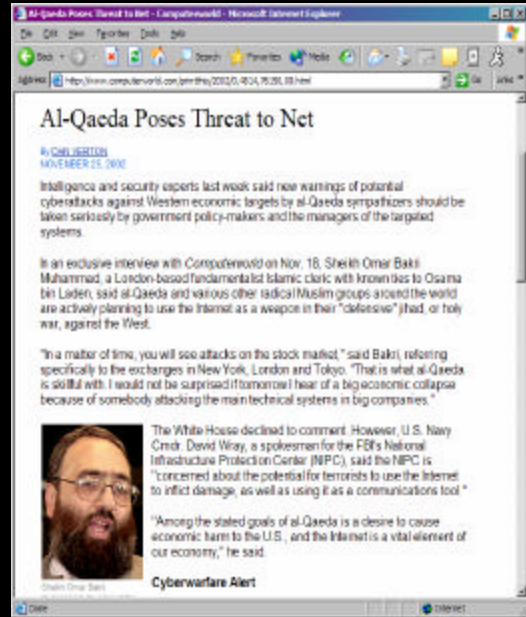 Al-Qaeda Poses Threat to Net - Computerworld - Microsoft Internet Explorer
File Edit View Favorites Tools Help
Back Search Favorites Media
Address Go Links
Al-Qaeda Poses Threat to Net
By DAN VERTON
NOVEMBER 25, 2002
Intelligence and security experts last week said new warnings of potential
cyberattacks against Western economic targets by al-Qaeda sympathizers should be
taken seriously by government policy-makers and the managers of the targeted
systems.
In an exclusive interview with Computerworld on Nov. 18, Sheikh Omar Bakri
Muhammad, a London-based fundamentalist Islamic cleric with known ties to Osama
bin Laden, said al-Qaeda and various other radical Muslim groups around the world
are actively planning to use the Internet as a weapon in their "defensive" jihad, or holy
war, against the West.
"In a matter of time, you will see attacks on the stock market," said Bakri, referring
specifically to the exchanges in New York, London and Tokyo. "That is what al-Qaeda
is skillful with. I would not be surprised if tomorrow I hear of a big economic collapse
because of somebody attacking the main technical systems in big companies."
The White House declined to comment. However, U.S. Navy
Cmdr. David Wray, a spokesman for the FBI's National
Infrastructure Protection Center (NIPC), said the NIPC is
"concerned about the potential for terrorists to use the Internet
to inflict damage, as well as using it as a communications tool."
"Among the stated goals of al-Qaeda is a desire to cause
economic harm to the U.S., and the Internet is a vital element of
our economy," he said.
Sheikh Omar Bakri
Cyberwarfare Alert
Done Internet